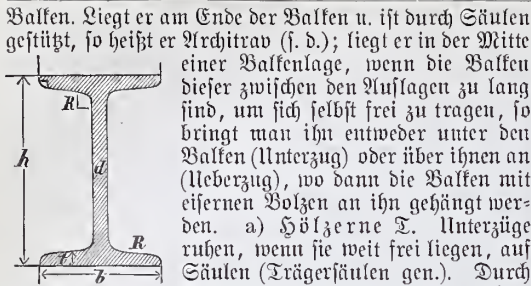 Balken. Liegt er am Ende der Balken u. ist durch Säulen
gestützt, so heißt er Architrav (s. d.); liegt er in der Mitte
einer Balkenlage, wenn die Balken
dieser zwischen den Auflagen zu lang
sind, um sich selbst frei zu tragen, so
bringt man ihn entweder unter den
Balken (Unterzug) oder über ihnen an
(Ueberzug), wo dann die Balken mit
eisernen Bolzen an ihn gehängt wer-
den. a) Hölzerne T. Unterzüge
ruhen, wenn sie weit frei liegen, auf
Säulen (Trägersäulen gen.). Durch
R
h
d
R
t
b